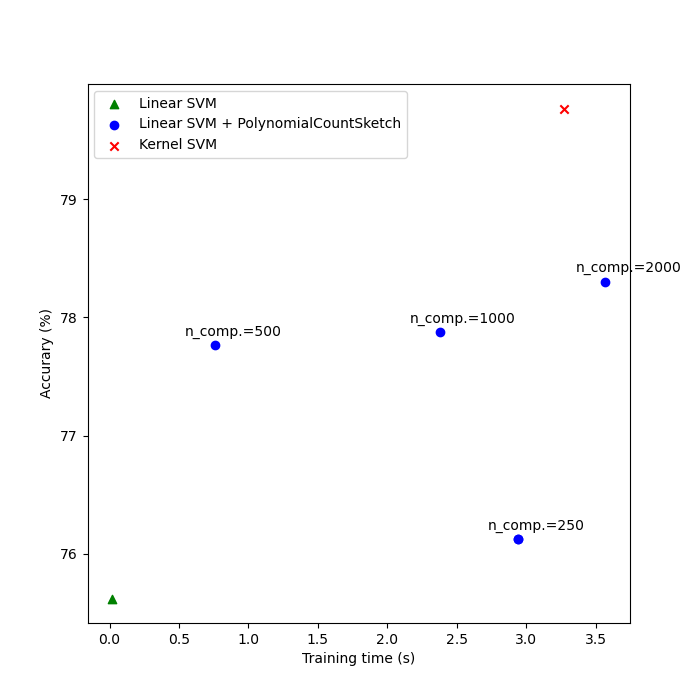 Linear SVM
Linear SVM + PolynomialCountSketch
Kernel SVM
79
78
77
76
Accurary (%)
n_comp.=2000
n_comp.=1000
n_comp.=500
n_comp.=250
0.0 0.5 1.0 1.5 2.0 2.5 3.0 3.5
Training time (s)